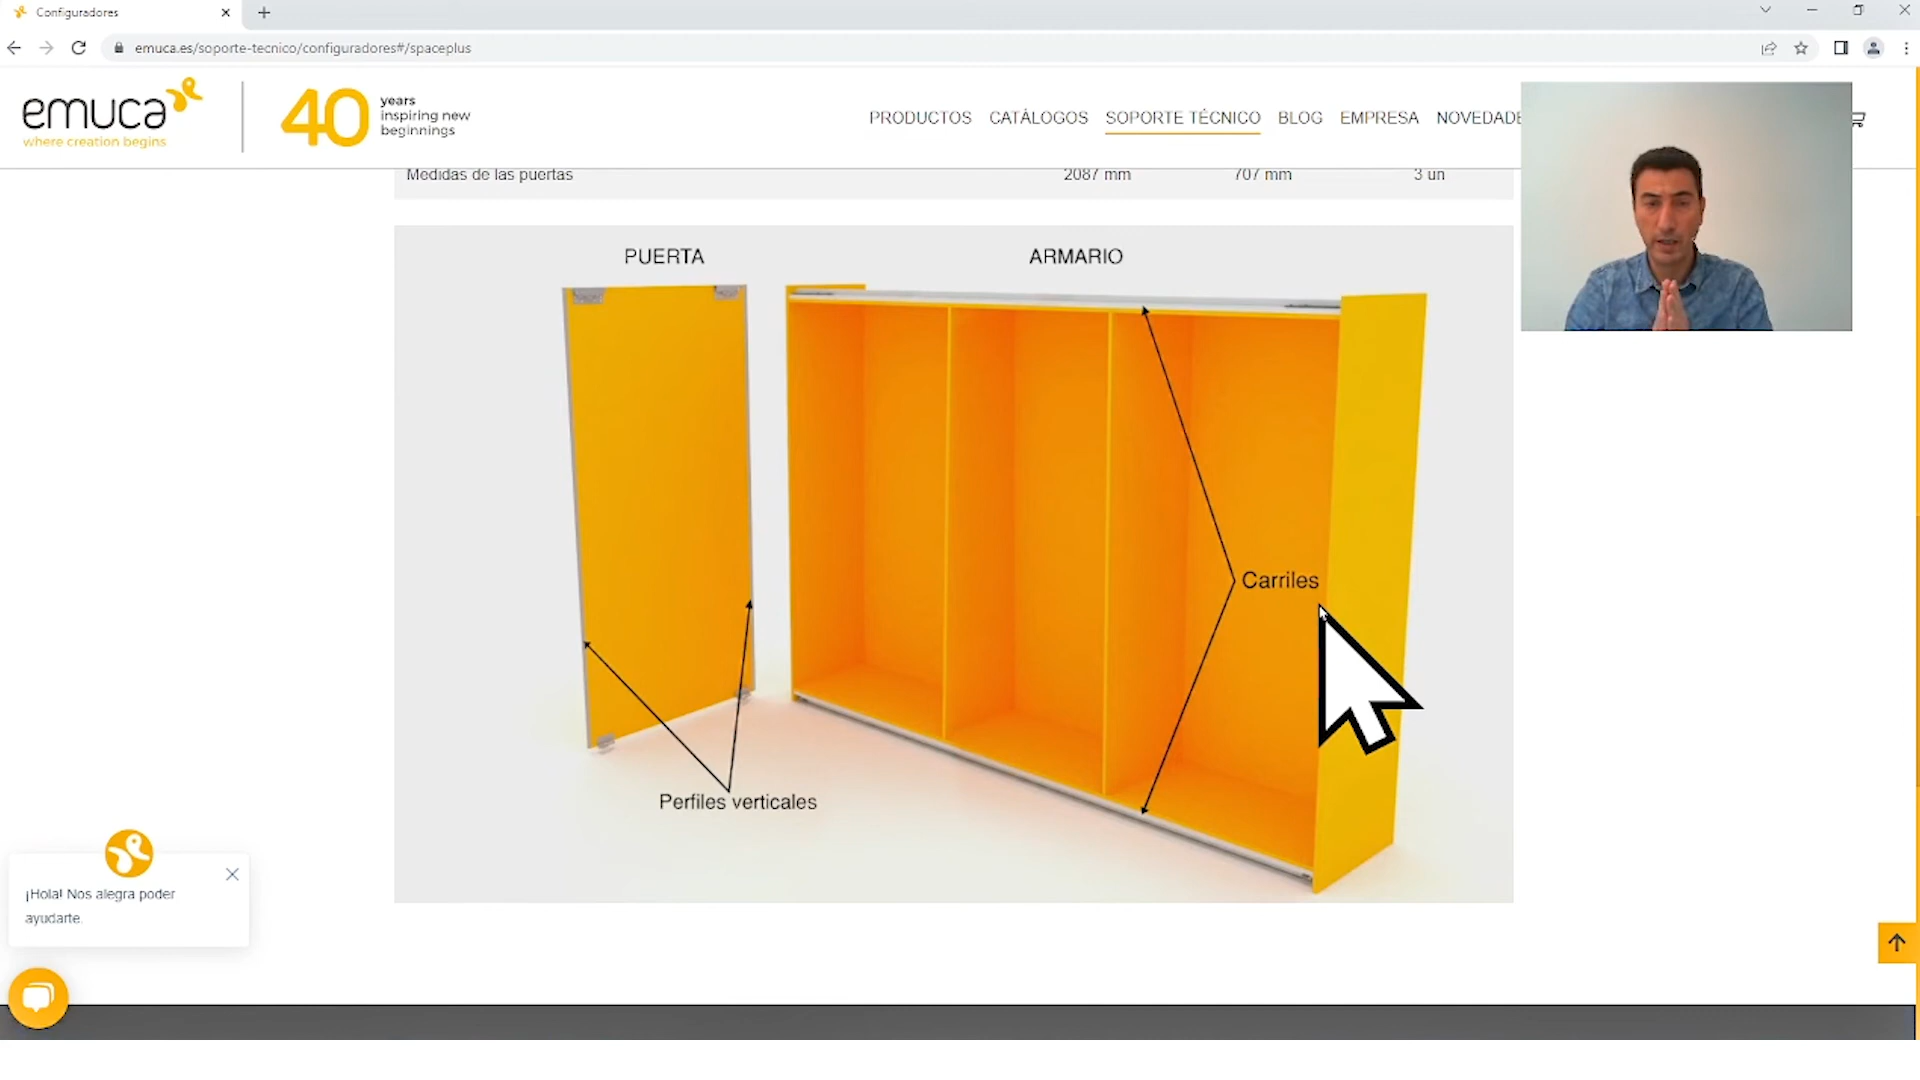 Configuradores
emuca.es/soporte-tecnico/configuradores#/spaceplus
emuca
where creation begins
40
years
inspiring new
beginnings
PRODUCTOS CATÁLOGOS SOPORTE TÉCNICO BLOG EMPRESA NOVEDADE
Medidas de las puertas 2087 mm 707 mm 3 un
PUERTA ARMARIO
Carriles
Perfiles verticales
¡Hola! Nos alegra poder
ayudarte.